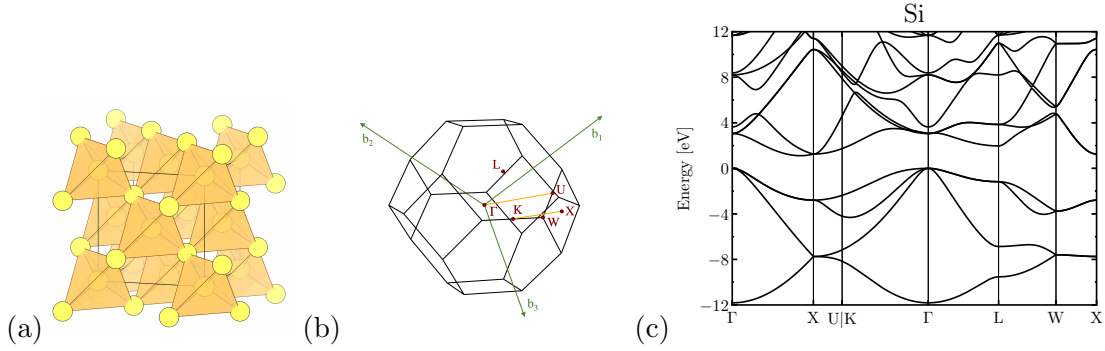 (a)
(b)
b₁
b₂
b₃
L
U
Γ
K
X
W
(c)
Si
Energy [eV]
12
8
4
0
−4
−8
−12
Γ X U|K Γ L W X